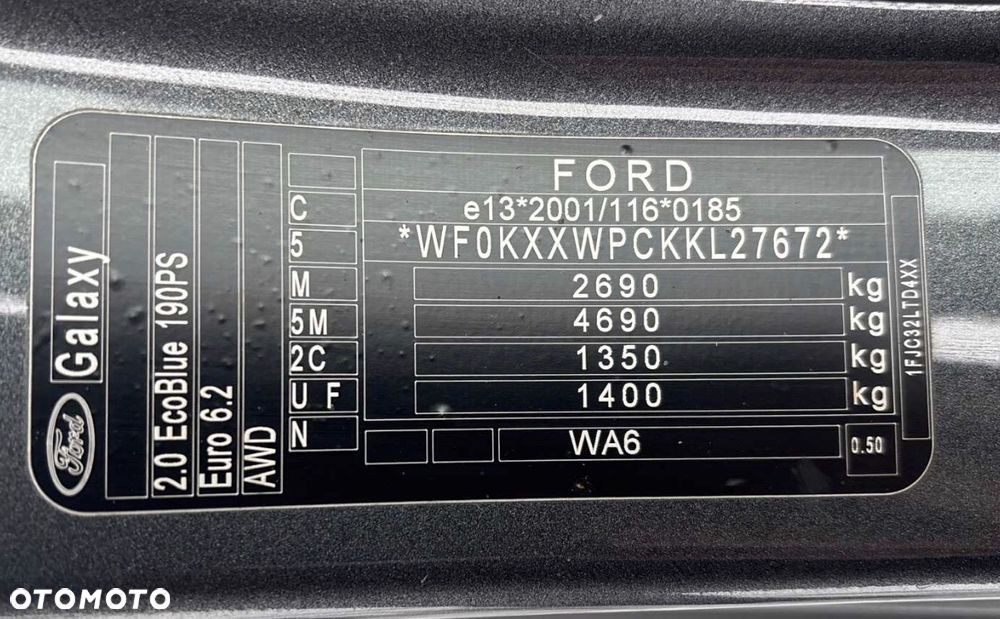 Ford
Galaxy
2.0 EcoBlue 190PS
Euro 6.2
AWD
FORD
C e13*2001/116*0185
5 *WF0KXXWPCKKL27672*
M 2690 kg
5M 4690 kg
2C 1350 kg
U F 1400 kg
N WA6 0.50
1FJC32LTD4XX
OTOMOTO